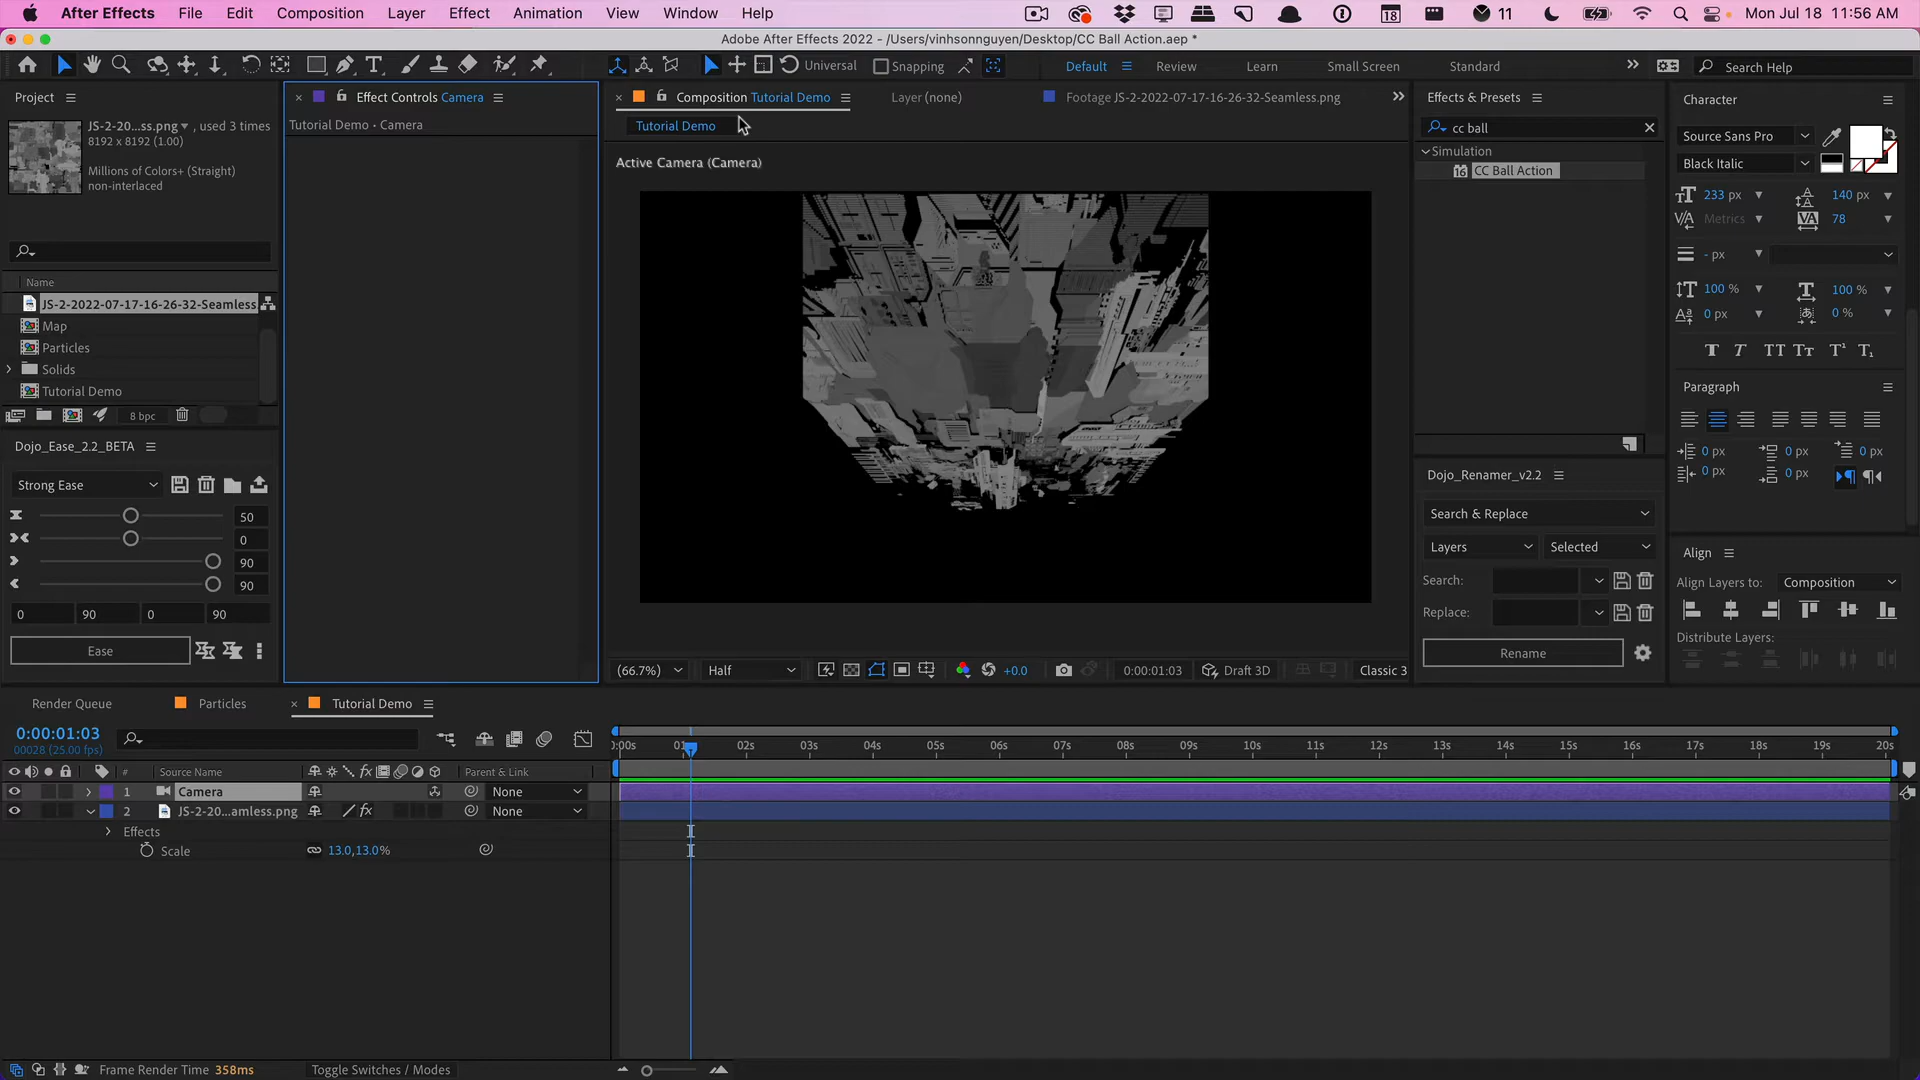 After Effects File Edit Composition Layer Effect Animation View Window Help 18 11 Mon Jul 18 11:56 AM
Adobe After Effects 2022 - /Users/vinhsonnguyen/Desktop/CC Ball Action.aep *
Universal Snapping Default Review Learn Small Screen Standard Search Help
Project
JS-2-20...ss.png , used 3 times
8192 x 8192 (1.00)
Millions of Colors+ (Straight)
non-interlaced
Name
JS-2-2022-07-17-16-26-32-Seamless
Map
Particles
Solids
Tutorial Demo
8 bpc
Dojo_Ease_2.2_BETA
Strong Ease
50
0
90
90
0 90 0 90
Ease
Effect Controls Camera
Tutorial Demo • Camera
Composition Tutorial Demo Layer (none) Footage JS-2-2022-07-17-16-26-32-Seamless.png
Tutorial Demo
Active Camera (Camera)
(66.7%) Half +0.0 0:00:01:03 Draft 3D Classic 3
Effects & Presets
cc ball
Simulation
16 CC Ball Action
Dojo_Renamer_v2.2
Search & Replace
Layers Selected
Search:
Replace:
Rename
Character
Source Sans Pro
Black Italic
233 px 140 px
Metrics 78
- px
100 % 100 %
0 px 0 %
T T TT Tt T¹ T₁
Paragraph
0 px 0 px 0 px
0 px 0 px
Align
Align Layers to: Composition
Distribute Layers:
Render Queue Particles Tutorial Demo
0:00:01:03
00028 (25.00 fps)
# Source Name fx Parent & Link
1 Camera None
2 JS-2-20...amless.png fx None
Effects
Scale 13.0,13.0%
):00s 01s 02s 03s 04s 05s 06s 07s 08s 09s 10s 11s 12s 13s 14s 15s 16s 17s 18s 19s 20s
Frame Render Time 358ms Toggle Switches / Modes